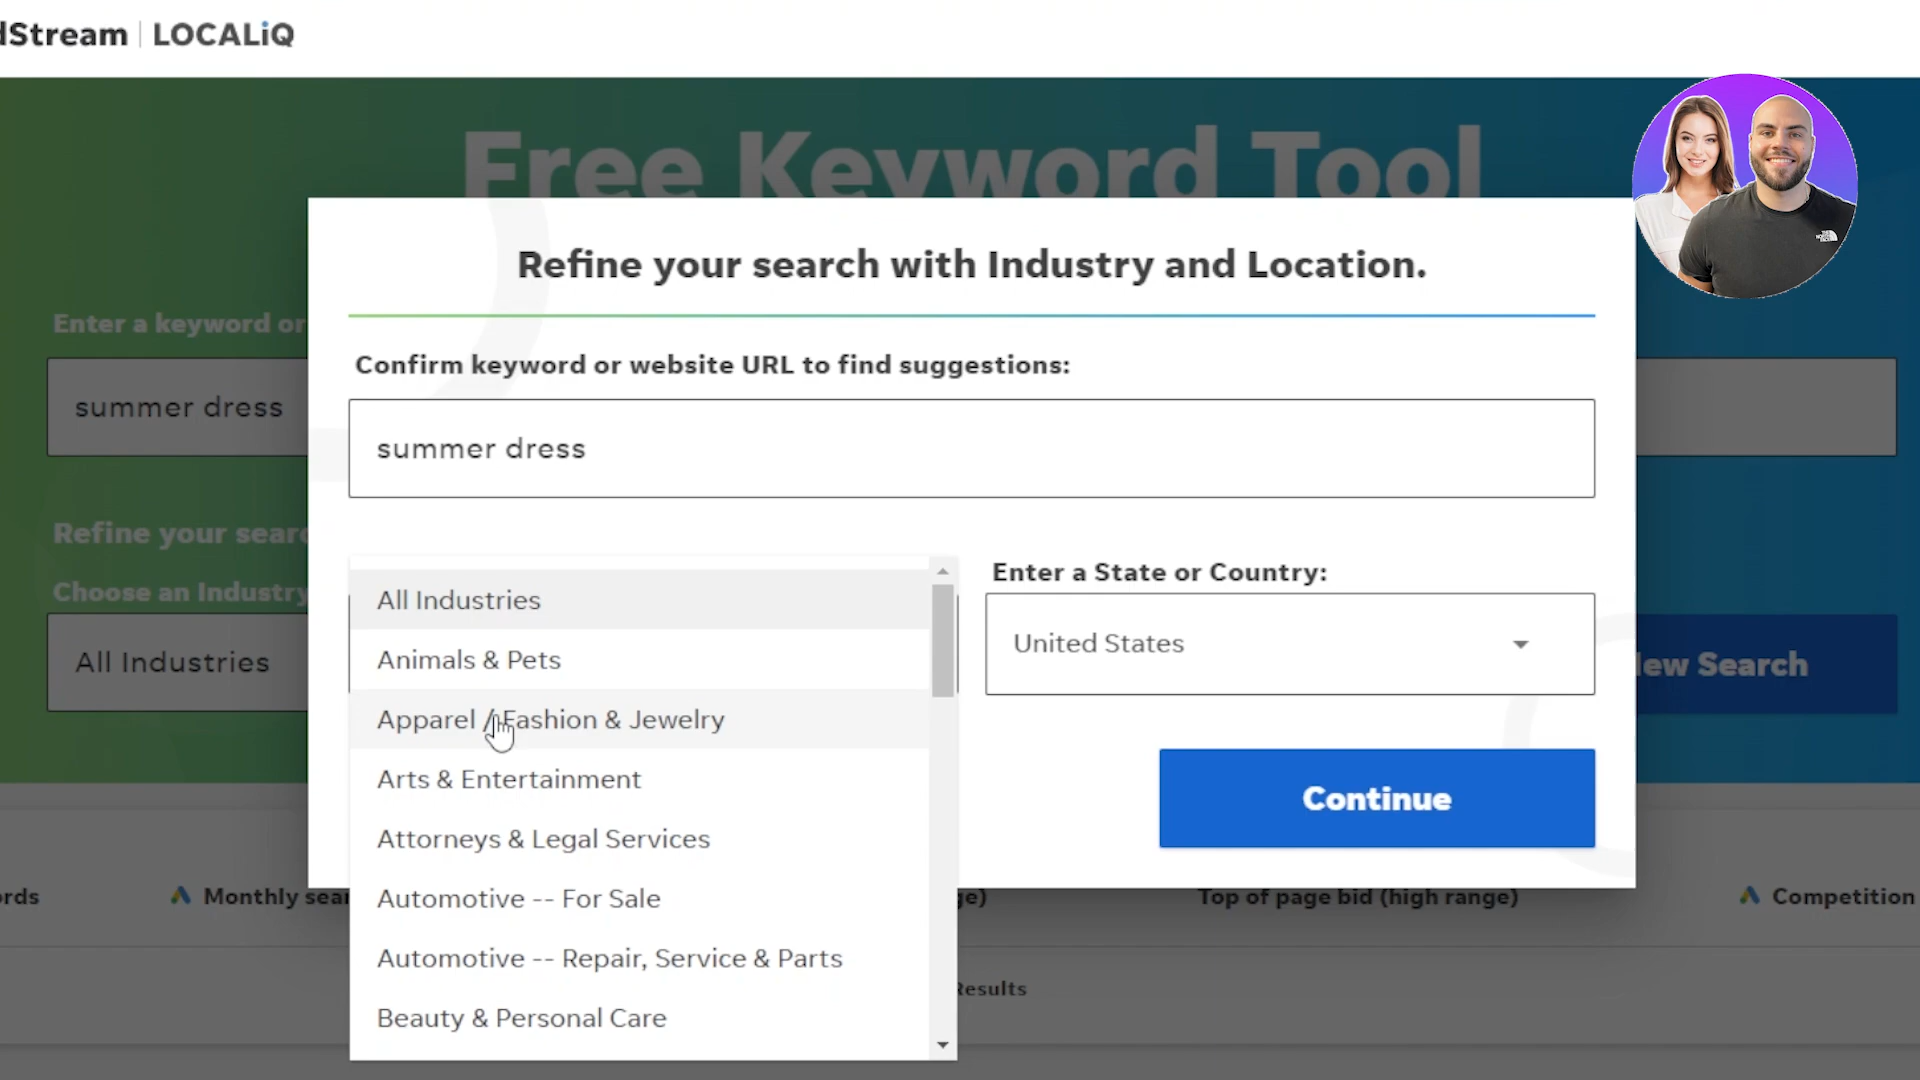 dStream | LOCALiQ
Free Keyword Tool
Refine your search with Industry and Location.
Enter a keyword or
Confirm keyword or website URL to find suggestions:
summer dress
summer dress
Refine your sear
Enter a State or Country:
Choose an Industry
All Industries
United States
All Industries
Animals & Pets
New Search
Apparel / Fashion & Jewelry
Arts & Entertainment
Continue
Attorneys & Legal Services
Automotive -- For Sale
rds
Monthly sear
ge)
Top of page bid (high range)
Competition
Automotive -- Repair, Service & Parts
Results
Beauty & Personal Care